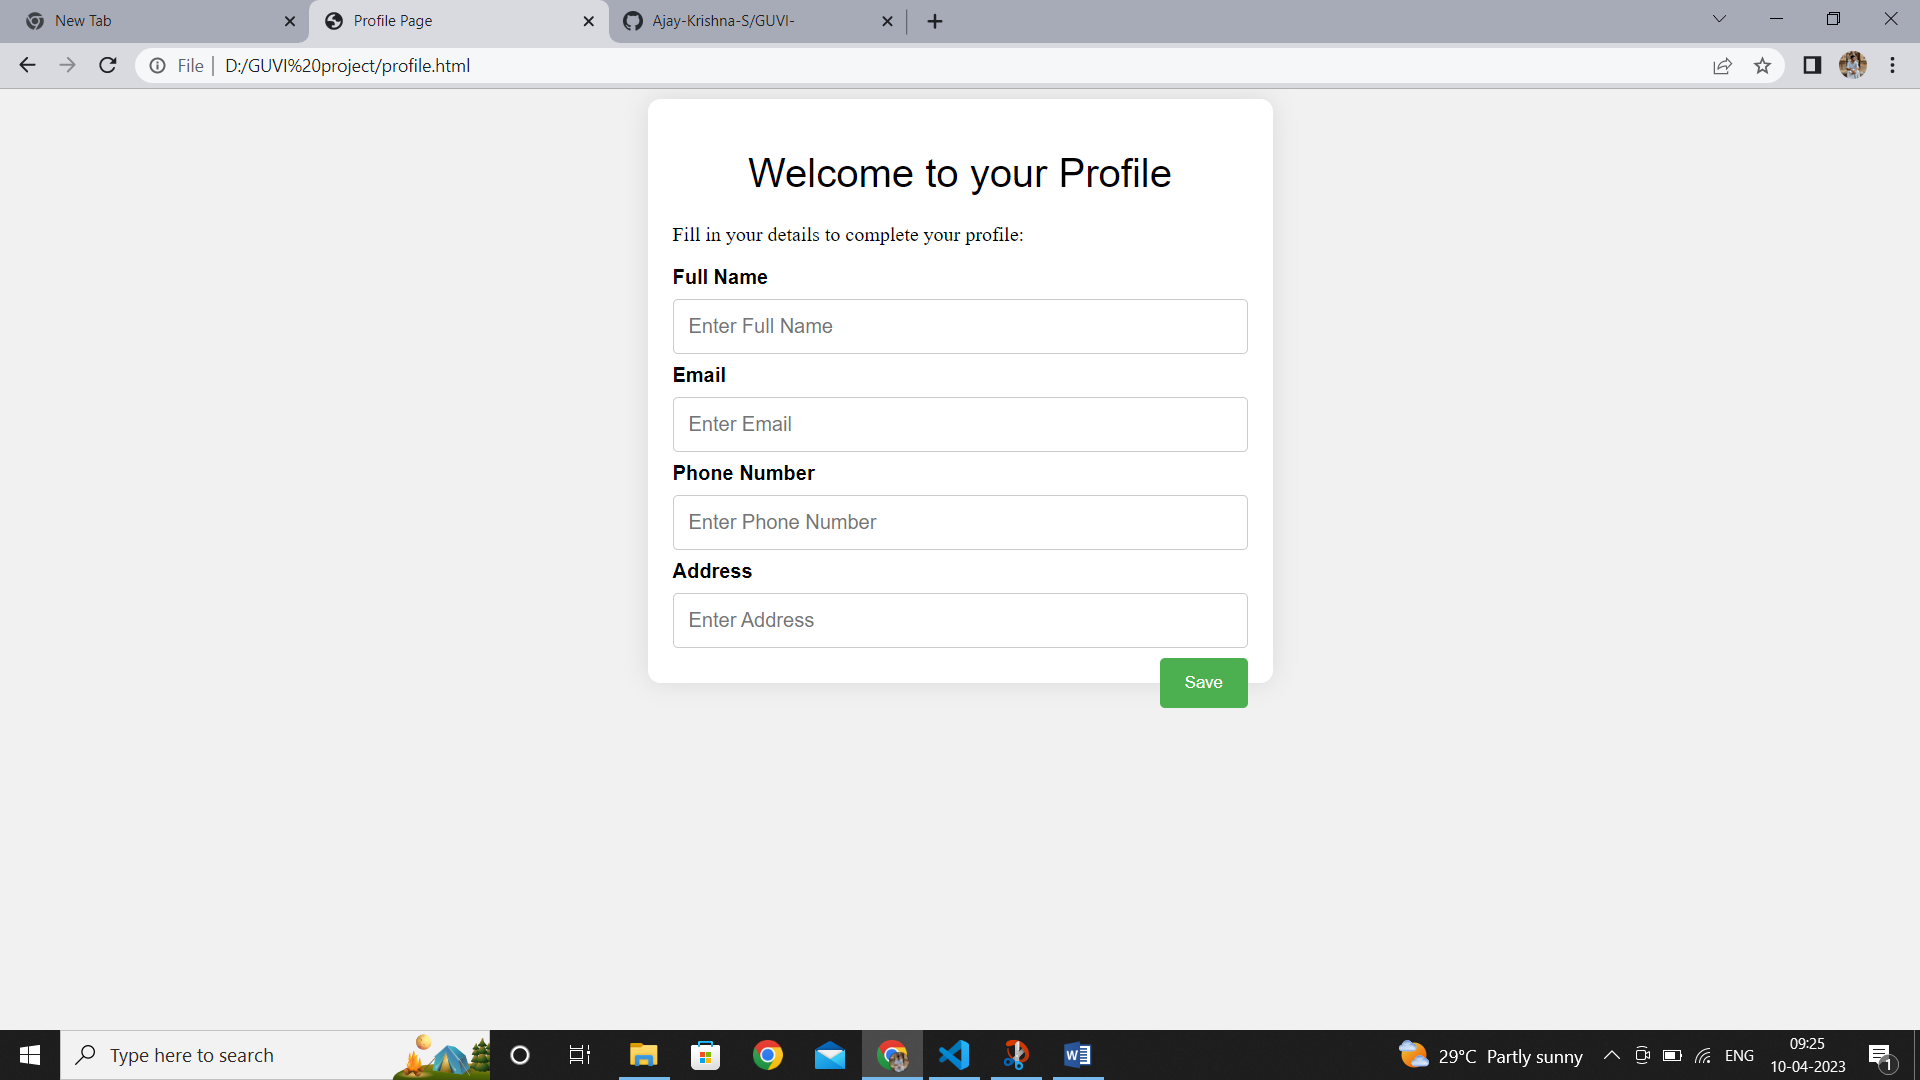 New Tab
Profile Page
Ajay-Krishna-S/GUVI-
File
D:/GUVI%20project/profile.html
Welcome to your Profile
Fill in your details to complete your profile:
Full Name
Enter Full Name
Email
Enter Email
Phone Number
Enter Phone Number
Address
Enter Address
Save
Type here to search
29°C Partly sunny
ENG
09:25
10-04-2023
1